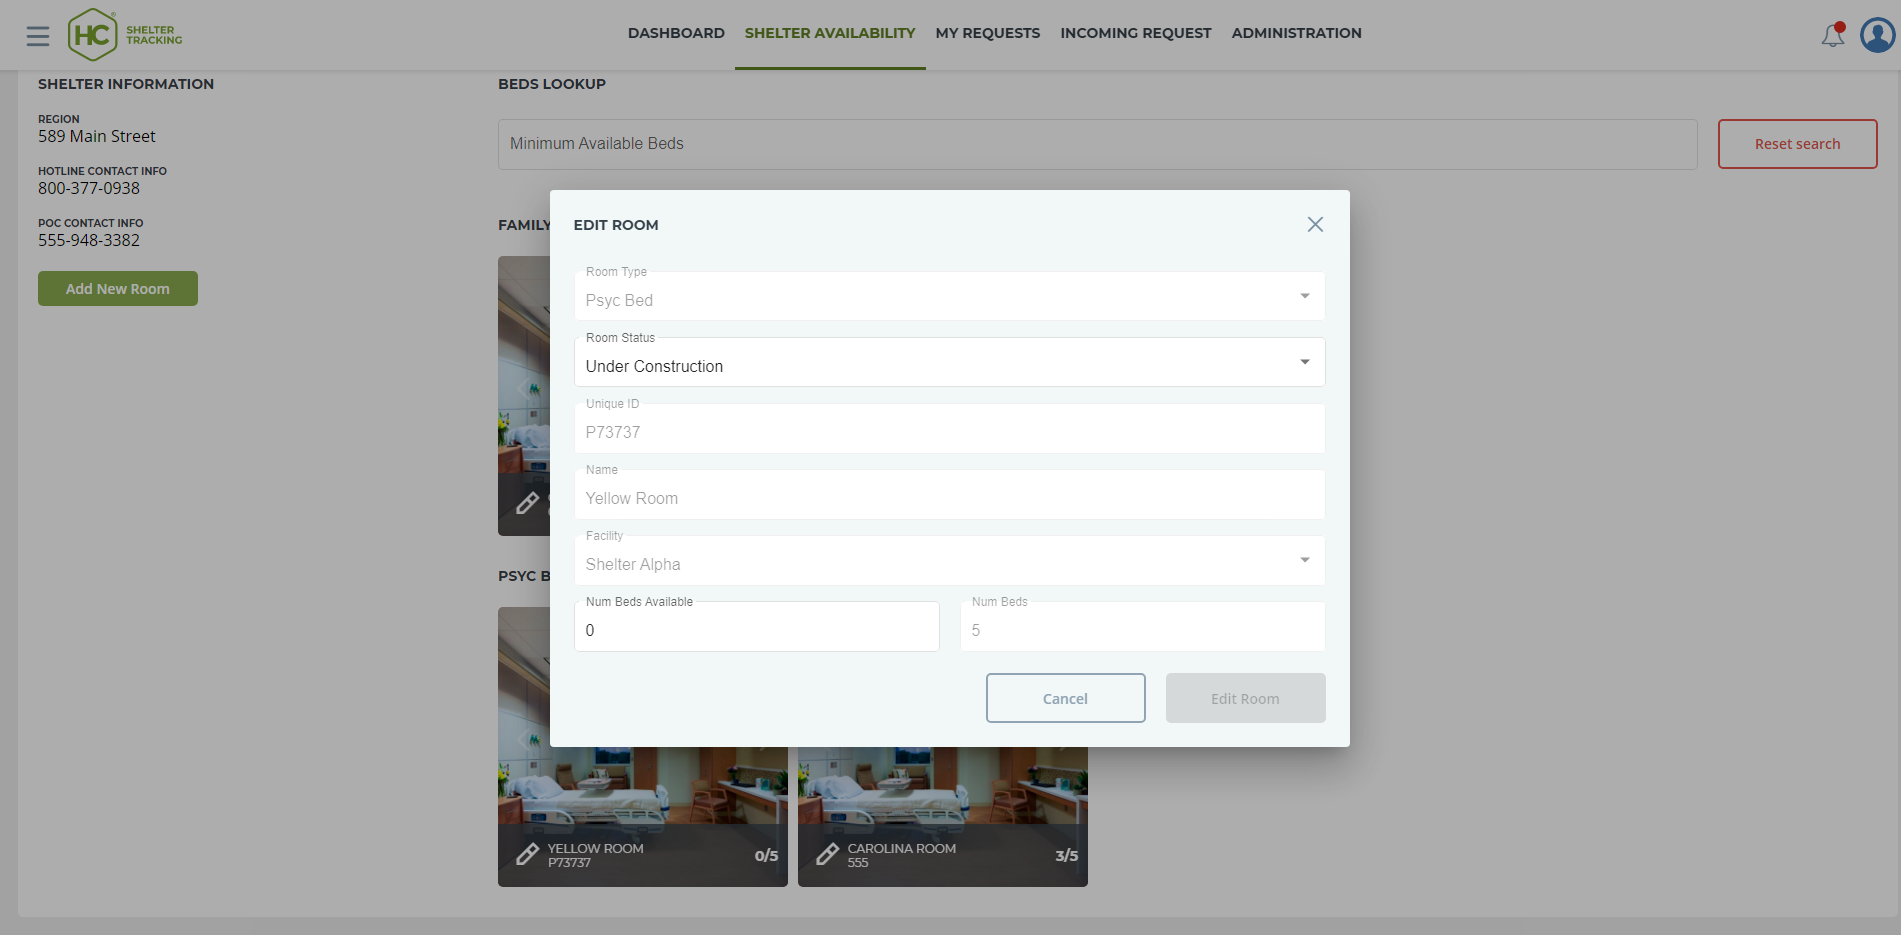 HC
SHELTER
TRACKING
DASHBOARD
SHELTER AVAILABILITY
MY REQUESTS
INCOMING REQUEST
ADMINISTRATION
SHELTER INFORMATION
REGION
589 Main Street
HOTLINE CONTACT INFO
800-377-0938
POC CONTACT INFO
555-948-3382
Add New Room
BEDS LOOKUP
Minimum Available Beds
Reset search
FAMILY
PSYC B
EDIT ROOM
Room Type
Psyc Bed
Room Status
Under Construction
Unique ID
P73737
Name
Yellow Room
Facility
Shelter Alpha
Num Beds Available
0
Num Beds
5
Cancel
Edit Room
YELLOW ROOM
P73737
0/5
CAROLINA ROOM
555
3/5